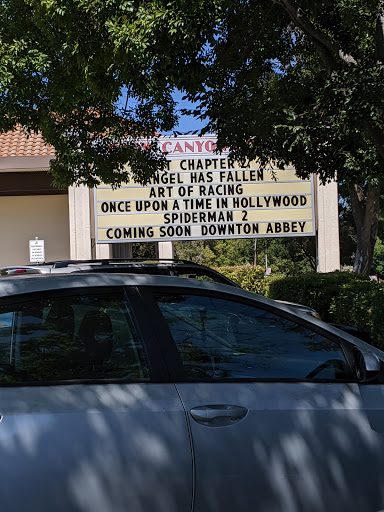 CANYON
CHAPTER 2
ANGEL HAS FALLEN
ART OF RACING
ONCE UPON A TIME IN HOLLYWOOD
SPIDERMAN 2
COMING SOON DOWNTON ABBEY